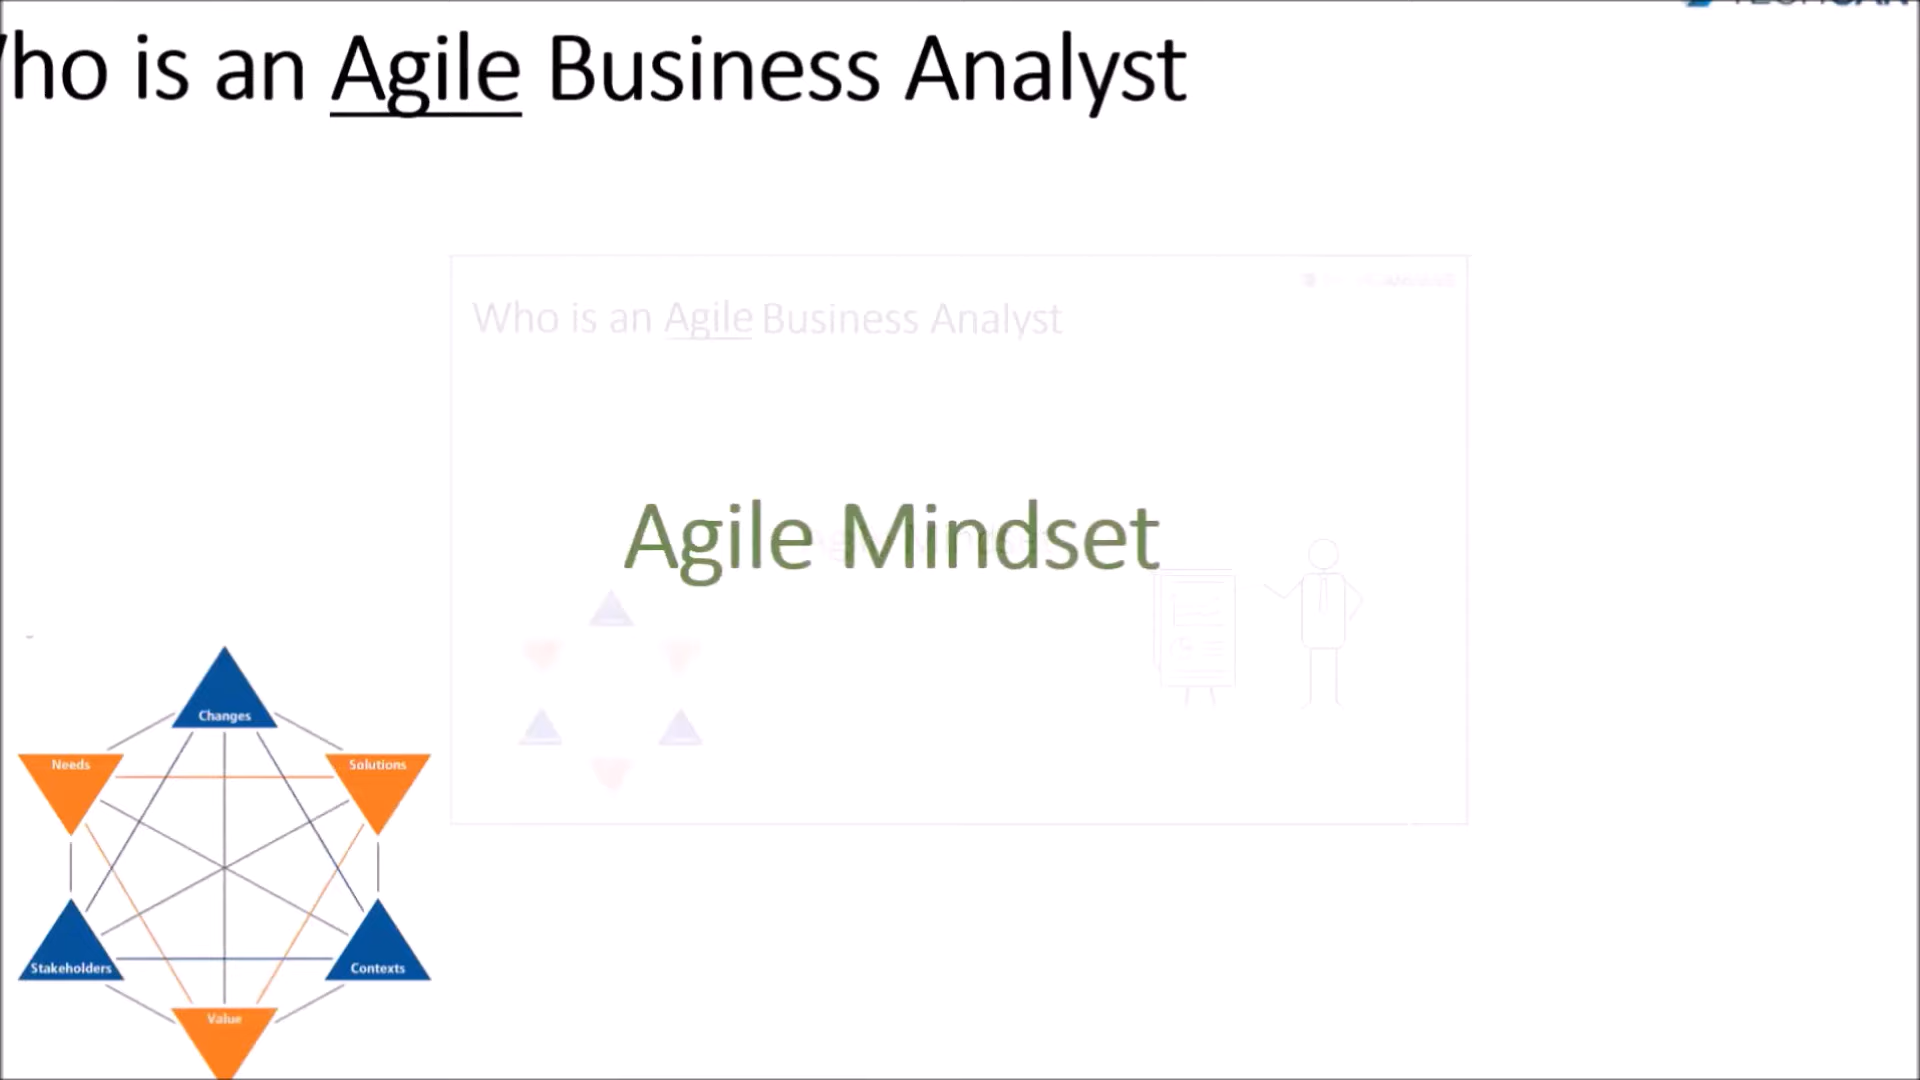 ho is an Agile Business Analyst
Who is an Agile Business Analyst
Agile Mindset
Changes
Needs
Solutions
Stakeholders
Contexts
Value